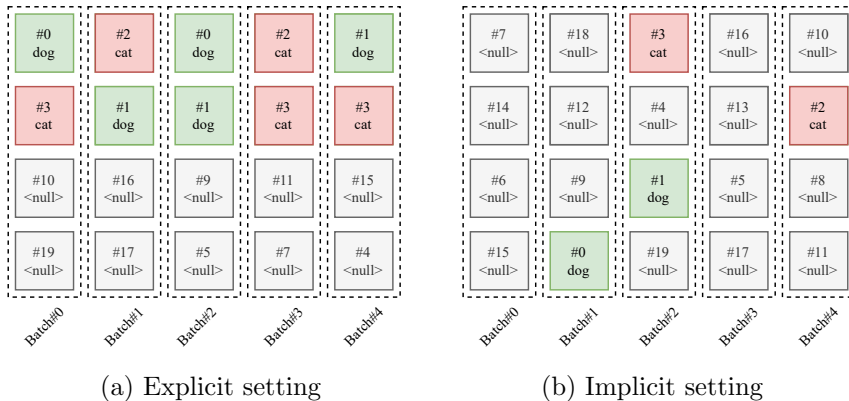 #0 #2 #0 #2 #1
dog cat dog cat dog
#3 #1 #1 #3 #3
cat dog dog cat cat
#10 #16 #9 #11 #15
<null> <null> <null> <null> <null>
#19 #17 #5 #7 #4
<null> <null> <null> <null> <null>
Batch#0 Batch#1 Batch#2 Batch#3 Batch#4
(a) Explicit setting
#7 #18 #3 #16 #10
<null> <null> cat <null> <null>
#14 #12 #4 #13 #2
<null> <null> <null> <null> cat
#6 #9 #1 #5 #8
<null> <null> dog <null> <null>
#15 #0 #19 #17 #11
<null> dog <null> <null> <null>
Batch#0 Batch#1 Batch#2 Batch#3 Batch#4
(b) Implicit setting